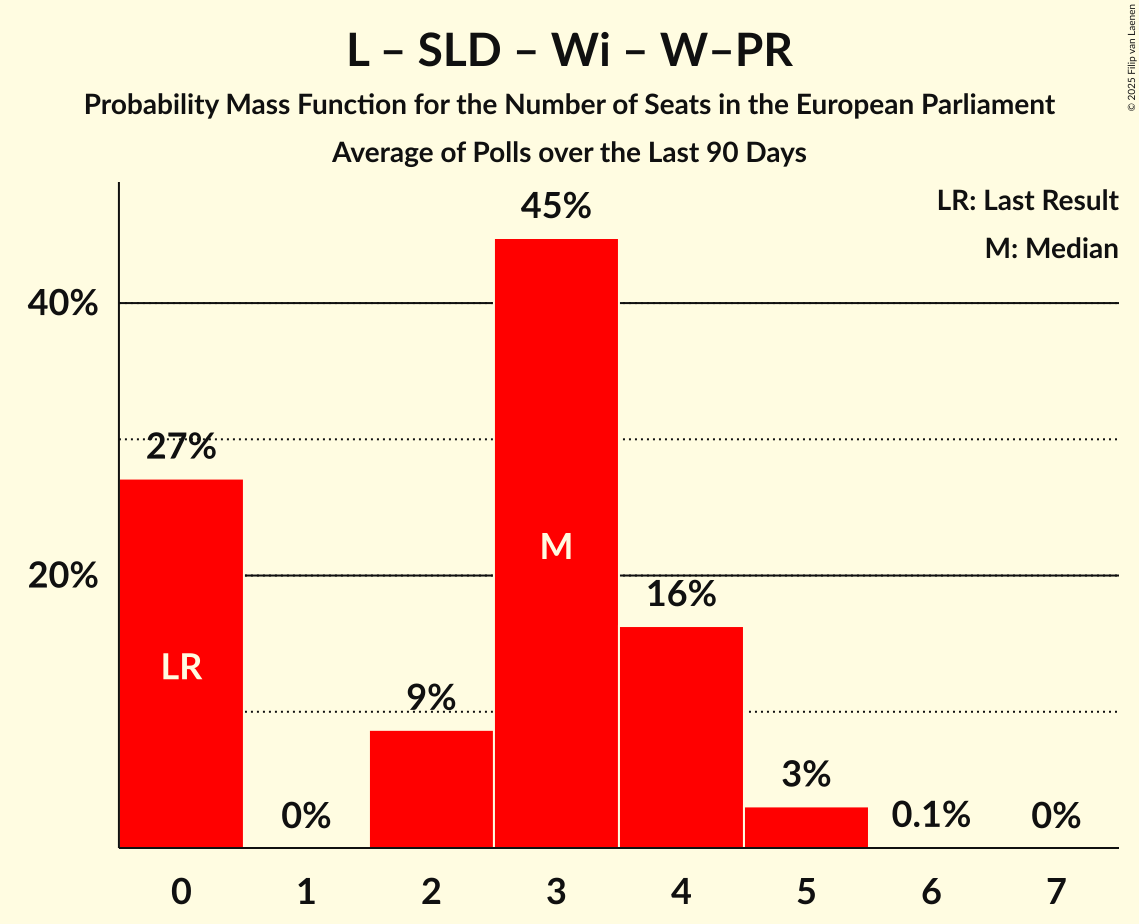 L – SLD – Wi – W–PR
Probability Mass Function for the Number of Seats in the European Parliament
Average of Polls over the Last 90 Days
© 2025 Filip van Laenen
LR: Last Result
M: Median
45%
40%
27%
M
20%
16%
LR
9%
3%
0%
0.1%
0%
0 1 2 3 4 5 6 7